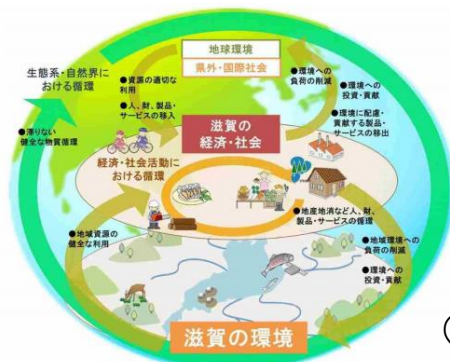 地球環境
県外・国際社会
生態系・自然界に
おける循環
●滞りない
健全な物質循環
●資源の適切な
利用
●人、財、製品・
サービスの移入
●環境への
負荷の削減
●環境への
投資・貢献
●環境に配慮・
貢献する製品・
サービスの移出
滋賀の
経済・社会
経済・社会活動に
おける循環
●地産地消など人、財、
製品・サービスの循環
●地域資源の
健全な利用
●地域環境への
負荷の削減
●環境への
投資・貢献
滋賀の環境